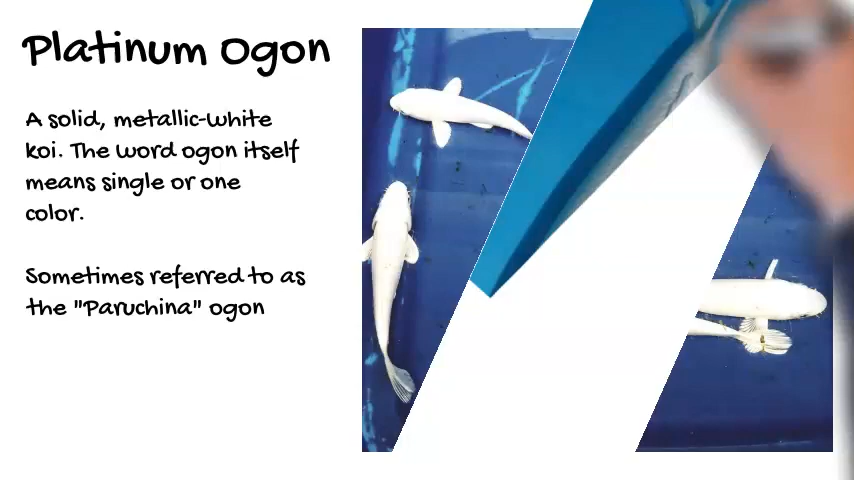 Platinum Ogon
A solid, metallic-white
koi. The word ogon itself
means single or one
color.
Sometimes referred to as
the "Paruchina" ogon